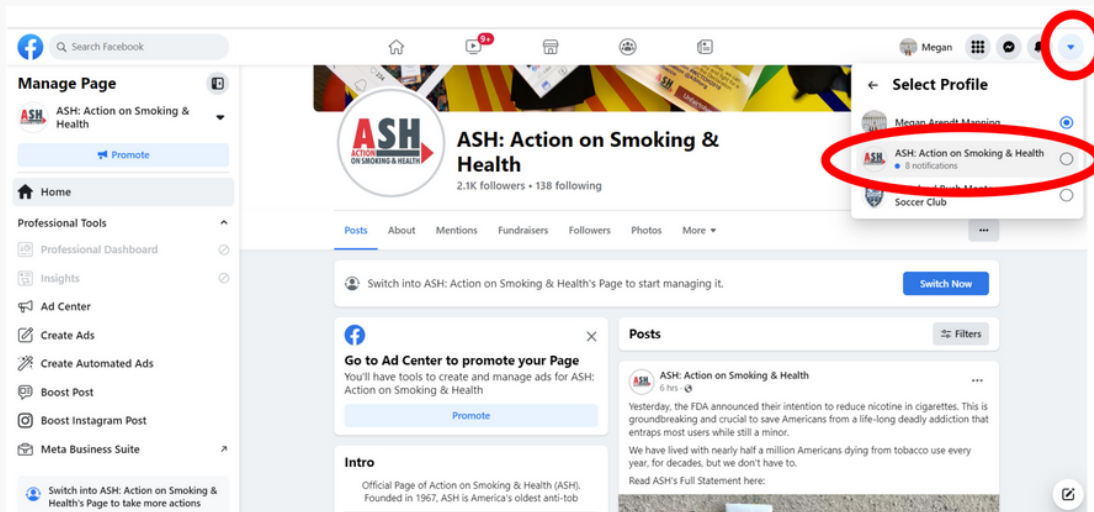 Search Facebook
9+
Megan
Manage Page
ASH: Action on Smoking &
Health
Promote
Home
Professional Tools
Professional Dashboard
Insights
Ad Center
Create Ads
Create Automated Ads
Boost Post
Boost Instagram Post
Meta Business Suite
Switch into ASH: Action on Smoking &
Health's Page to take more actions
ASH
ACTION
ON SMOKING & HEALTH
ASH: Action on Smoking &
Health
2.1K followers • 138 following
Posts About Mentions Fundraisers Followers Photos More
Switch into ASH: Action on Smoking & Health's Page to start managing it.
Switch Now
Go to Ad Center to promote your Page
You'll have tools to create and manage ads for ASH:
Action on Smoking & Health
Promote
Intro
Official Page of Action on Smoking & Health (ASH).
Founded in 1967, ASH is America's oldest anti-tob
Posts
Filters
ASH
ASH: Action on Smoking & Health
6 hrs ·
Yesterday, the FDA announced their intention to reduce nicotine in cigarettes. This is
groundbreaking and crucial to save Americans from a life-long deadly addiction that
entraps most users while still a minor.
We have lived with nearly half a million Americans dying from tobacco use every
year, for decades, but we don't have to.
Read ASH's Full Statement here:
Select Profile
Megan Arendt Manning
ASH
ASH: Action on Smoking & Health
8 notifications
Soccer Club